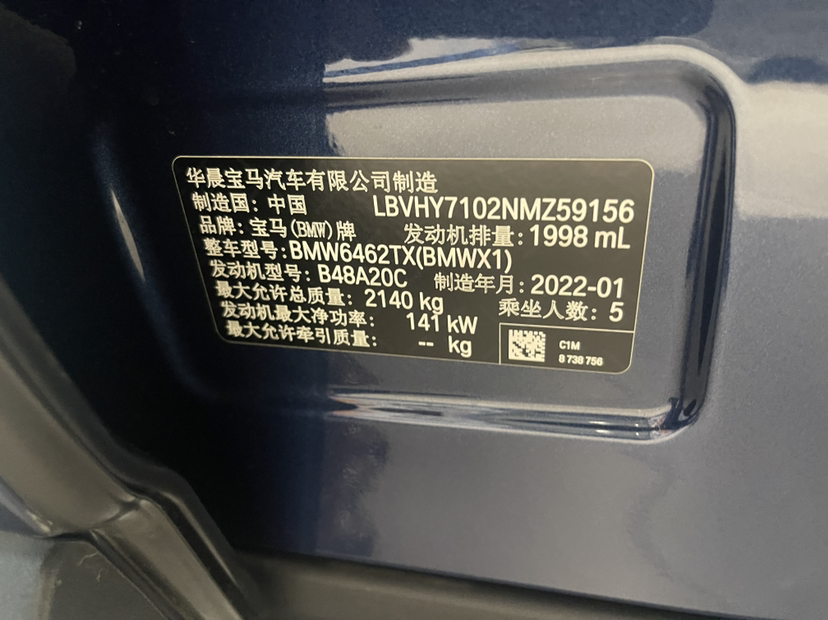 华晨宝马汽车有限公司制造
制造国：中国 LBVHY7102NMZ59156
品牌：宝马(BMW)牌 发动机排量：1998 mL
整车型号：BMW6462TX(BMWX1)
发动机型号：B48A20C 制造年月：2022-01
最大允许总质量：2140 kg 乘坐人数：5
发动机最大净功率：141 kW
最大允许牵引质量：-- kg
C1M
8 738 756